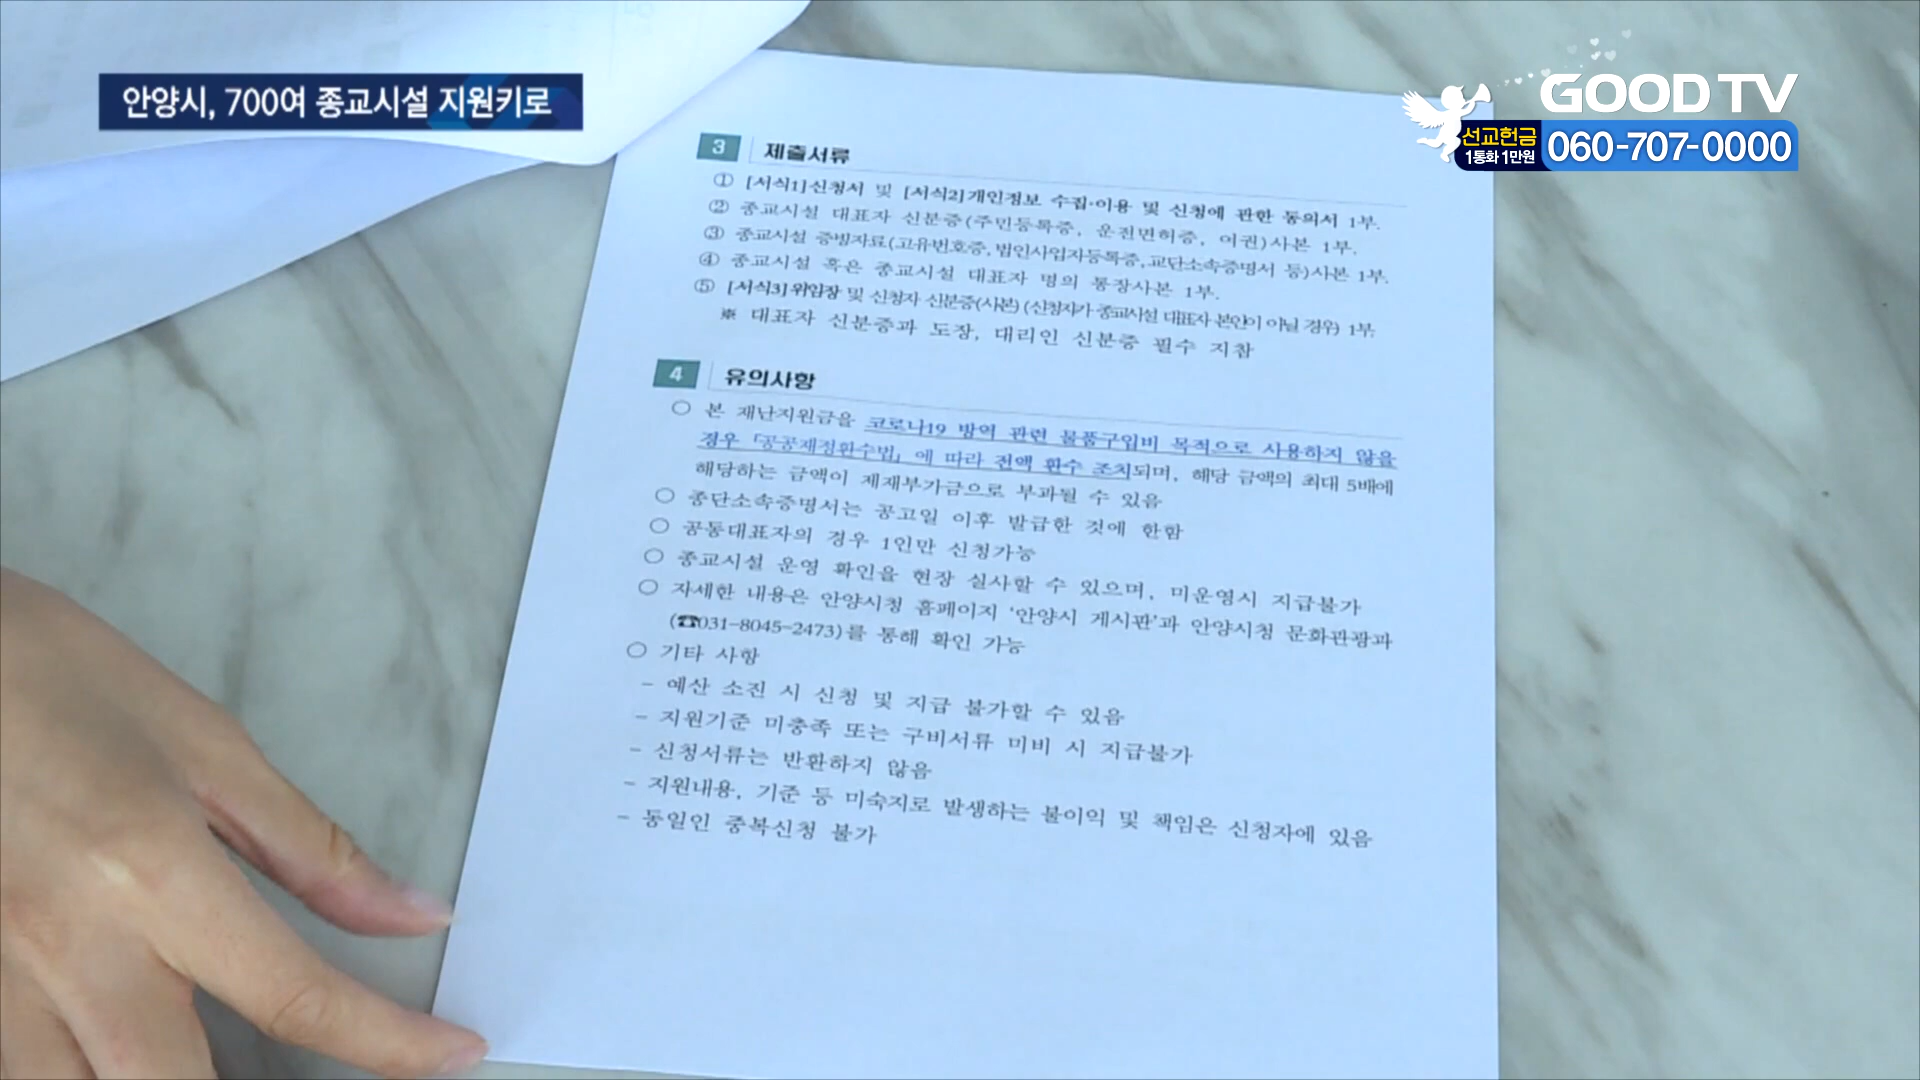 안양시, 700여 종교시설 지원키로
GOODTV
선교헌금
1통화 1만원
060-707-0000
3 제출서류
① [서식1]신청서 및 [서식2]개인정보 수집·이용 및 신청에 관한 동의서 1부.
② 종교시설 대표자 신분증(주민등록증, 운전면허증, 여권)사본 1부.
③ 종교시설 증빙자료(고유번호증, 법인사업자등록증, 교단소속증명서 등)사본 1부.
④ 종교시설 혹은 종교시설 대표자 명의 통장사본 1부.
⑤ [서식3]위임장 및 신청자 신분증(사본) (신청자가 종교시설 대표자 본인이 아닐 경우) 1부.
※ 대표자 신분증과 도장, 대리인 신분증 필수 지참
4 유의사항
○ 본 재난지원금을 코로나19 방역 관련 물품구입비 목적으로 사용하지 않을
경우 「공공재정환수법」에 따라 전액 환수 조치되며, 해당 금액의 최대 5배에
해당하는 금액이 제재부가금으로 부과될 수 있음
○ 종단소속증명서는 공고일 이후 발급한 것에 한함
○ 공동대표자의 경우 1인만 신청가능
○ 종교시설 운영 확인을 현장 실사할 수 있으며, 미운영시 지급불가
○ 자세한 내용은 안양시청 홈페이지 '안양시 게시판'과 안양시청 문화관광과
(☎031-8045-2473)를 통해 확인 가능
○ 기타 사항
- 예산 소진 시 신청 및 지급 불가할 수 있음
- 지원기준 미충족 또는 구비서류 미비 시 지급불가
- 신청서류는 반환하지 않음
- 지원내용, 기준 등 미숙지로 발생하는 불이익 및 책임은 신청자에 있음
- 동일인 중복신청 불가